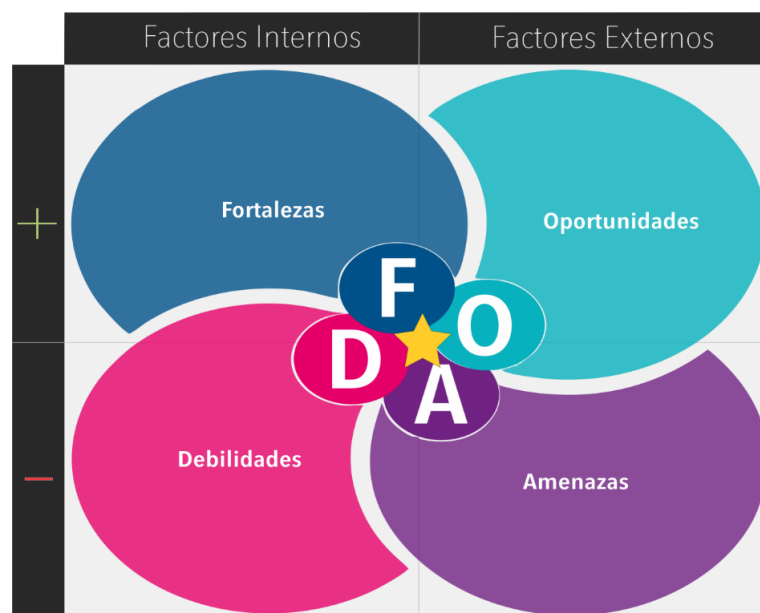 Factores Internos
Factores Externos
+
Fortalezas
Oportunidades
F
O
D
A
−
Debilidades
Amenazas